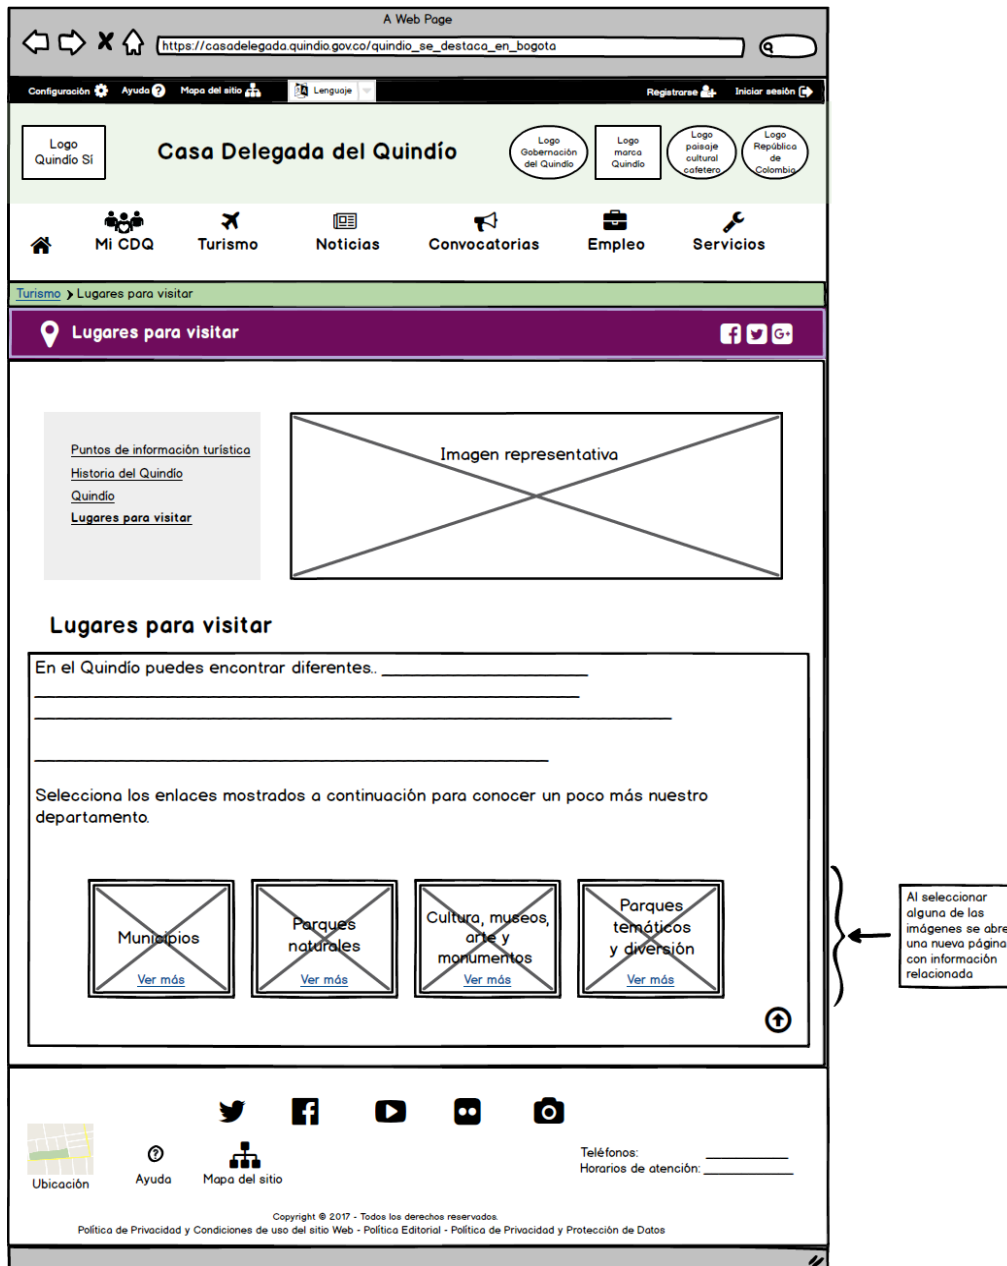 A Web Page
https://casadelegada.quindio.gov.co/quindio_se_destaca_en_bogota
Configuración Ayuda Mapa del sitio Lenguaje Registrarse Iniciar sesión
Logo
Quindío Sí
Casa Delegada del Quindío
Logo
Gobernación
del Quindío
Logo
marca
Quindío
Logo
paisaje
cultural
cafetero
Logo
República
de
Colombia
Mi CDQ Turismo Noticias Convocatorias Empleo Servicios
Turismo Lugares para visitar
Lugares para visitar
Puntos de información turística
Historia del Quindío
Quindío
Lugares para visitar
Imagen representativa
Lugares para visitar
En el Quindío puedes encontrar diferentes..
Selecciona los enlaces mostrados a continuación para conocer un poco más nuestro
departamento.
Municipios
Ver más
Parques
naturales
Ver más
Cultura, museos,
arte y
monumentos
Ver más
Parques
temáticos
y diversión
Ver más
Al seleccionar
alguna de las
imágenes se abre
una nueva página
con información
relacionada
Ubicación
Ayuda
Mapa del sitio
Teléfonos:
Horarios de atención:
Copyright © 2017 - Todos los derechos reservados.
Política de Privacidad y Condiciones de uso del sitio Web - Política Editorial - Política de Privacidad y Protección de Datos